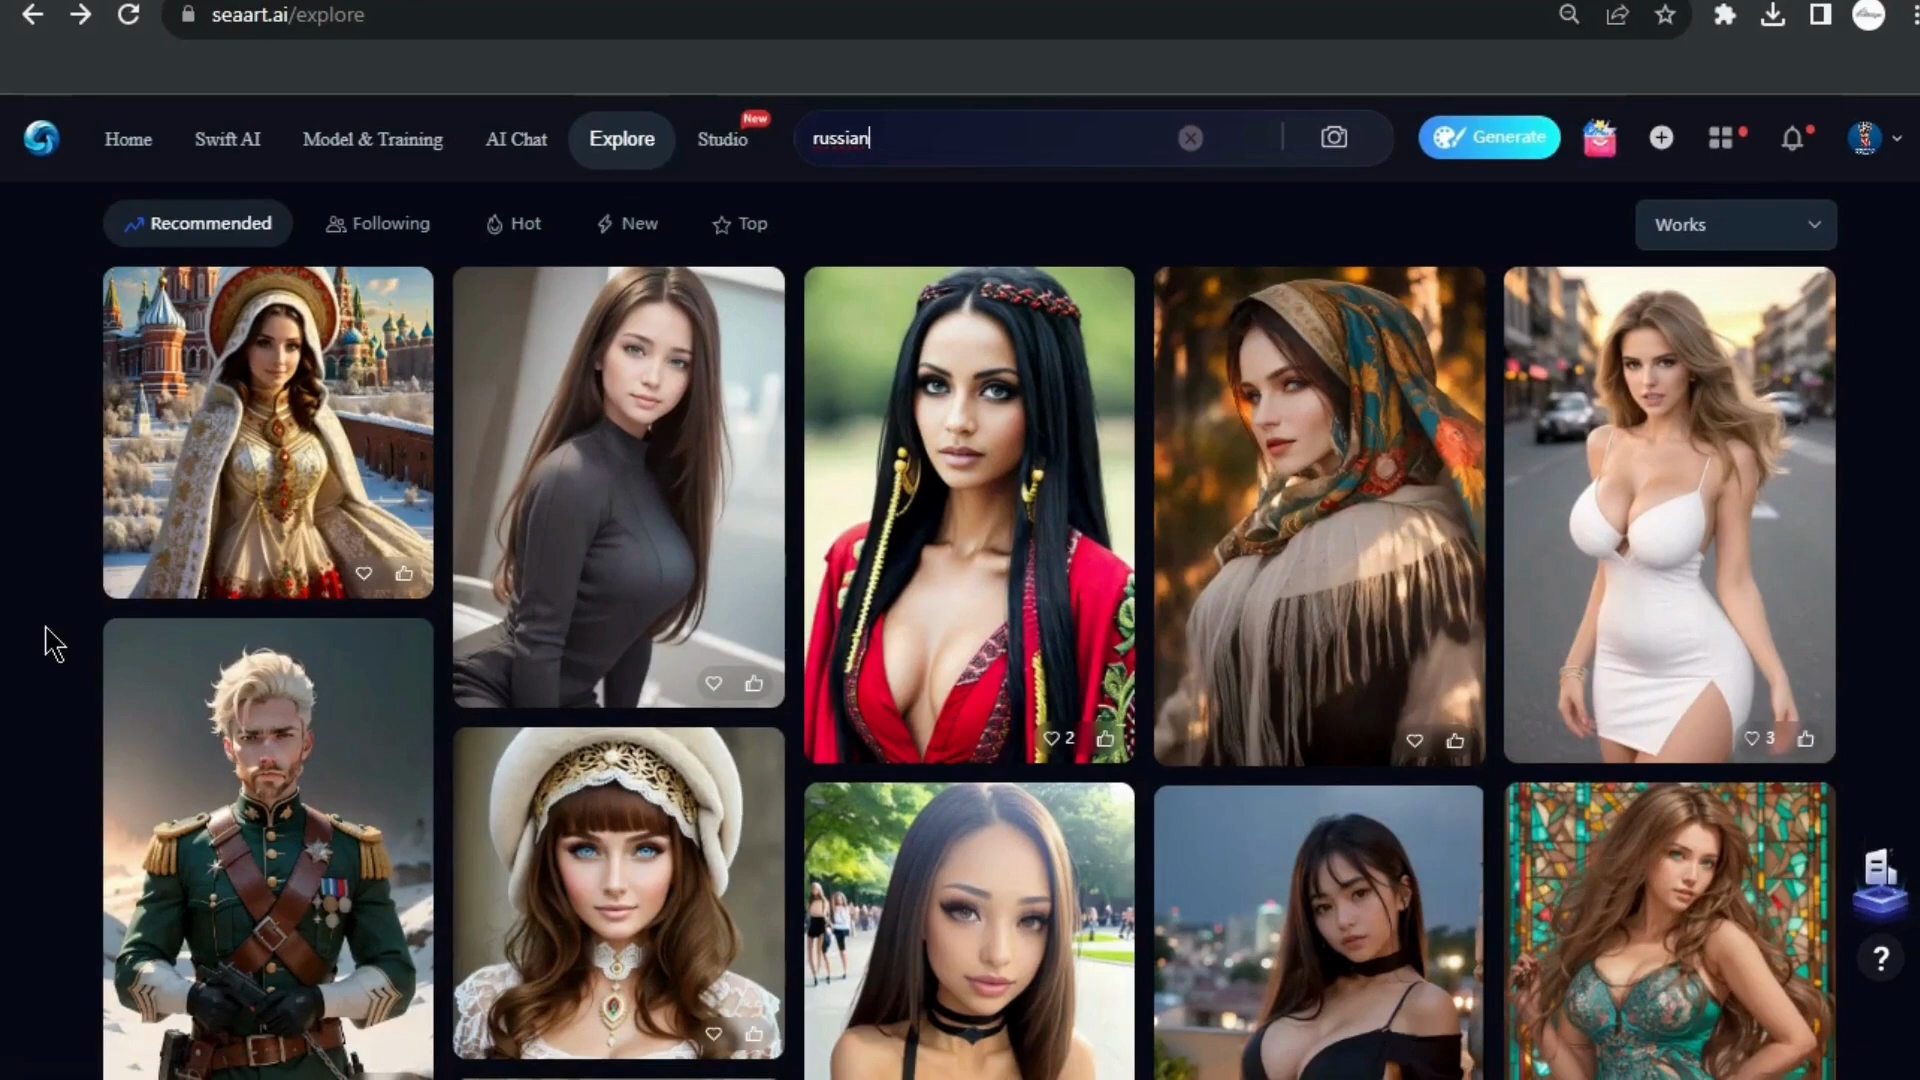 seaart.ai/explore
New
Home
Swift AI
Model & Training
AI Chat
Explore
Studio
russian
Generate
Recommended
Following
Hot
New
Top
Works
2
3
?